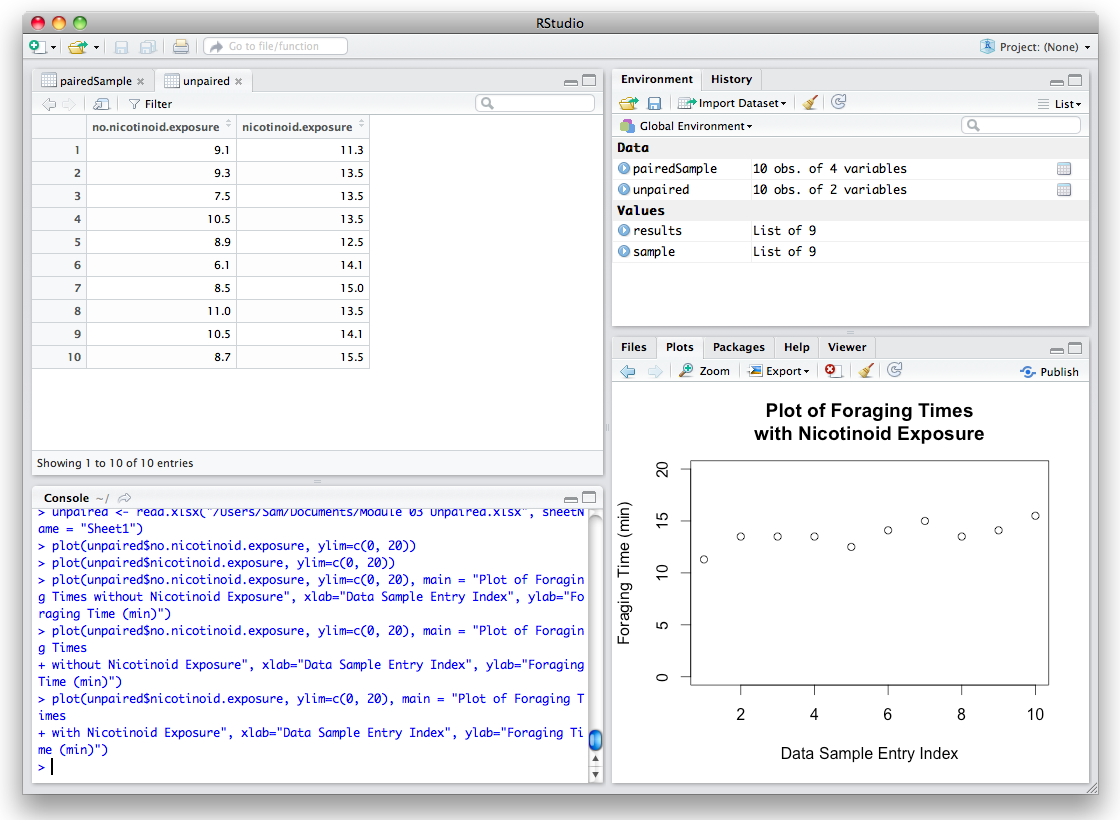 RStudio
Go to file/function
Project: (None)
pairedSample
unpaired
Filter
no.nicotinoid.exposure nicotinoid.exposure
1 9.1 11.3
2 9.3 13.5
3 7.5 13.5
4 10.5 13.5
5 8.9 12.5
6 6.1 14.1
7 8.5 15.0
8 11.0 13.5
9 10.5 14.1
10 8.7 15.5
Showing 1 to 10 of 10 entries
Console ~/
> unpaired <- read.xlsx("/Users/Sam/Documents/Module 03 Unpaired.xlsx", sheetN
ame = "Sheet1")
> plot(unpaired$no.nicotinoid.exposure, ylim=c(0, 20))
> plot(unpaired$nicotinoid.exposure, ylim=c(0, 20))
> plot(unpaired$no.nicotinoid.exposure, ylim=c(0, 20), main = "Plot of Foragin
g Times without Nicotinoid Exposure", xlab="Data Sample Entry Index", ylab="Fo
raging Time (min)")
> plot(unpaired$no.nicotinoid.exposure, ylim=c(0, 20), main = "Plot of Foragin
g Times
+ without Nicotinoid Exposure", xlab="Data Sample Entry Index", ylab="Foraging
Time (min)")
> plot(unpaired$nicotinoid.exposure, ylim=c(0, 20), main = "Plot of Foraging T
imes
+ with Nicotinoid Exposure", xlab="Data Sample Entry Index", ylab="Foraging Ti
me (min)")
>
Environment History
Import Dataset
List
Global Environment
Data
pairedSample 10 obs. of 4 variables
unpaired 10 obs. of 2 variables
Values
results List of 9
sample List of 9
Files Plots Packages Help Viewer
Zoom Export Publish
Plot of Foraging Times
with Nicotinoid Exposure
Foraging Time (min)
20
15
10
5
0
2 4 6 8 10
Data Sample Entry Index